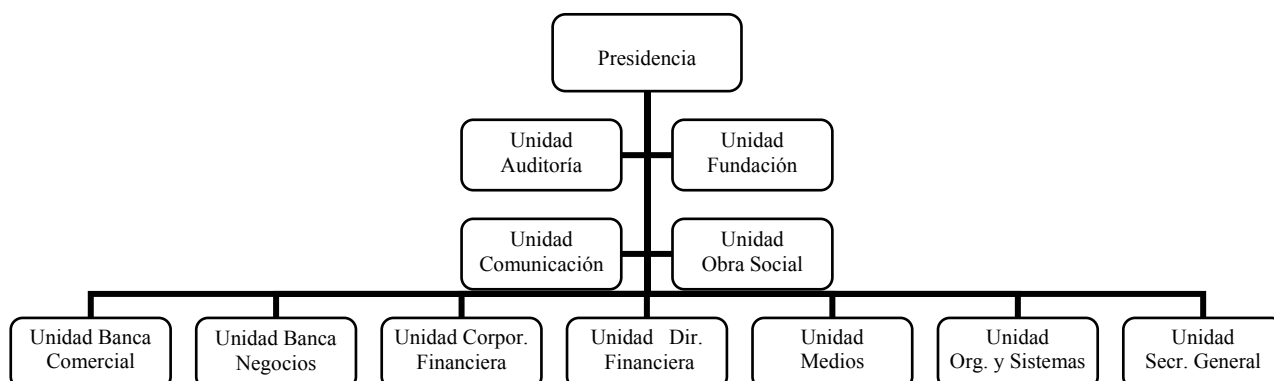 Presidencia
Unidad
Auditoría
Unidad
Fundación
Unidad
Comunicación
Unidad
Obra Social
Unidad Banca
Comercial
Unidad Banca
Negocios
Unidad Corpor.
Financiera
Unidad Dir.
Financiera
Unidad
Medios
Unidad
Org. y Sistemas
Unidad
Secr. General